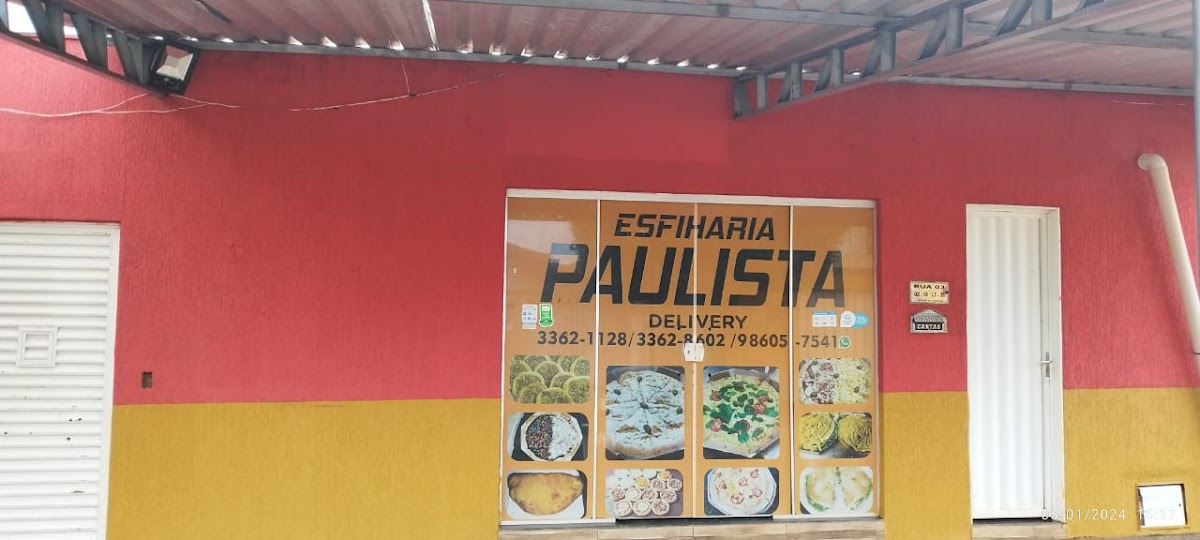 ESFIHARIA
PAULISTA
DELIVERY
3362-1128/3362-8602/98605-7541
RUA 03
CARTAS